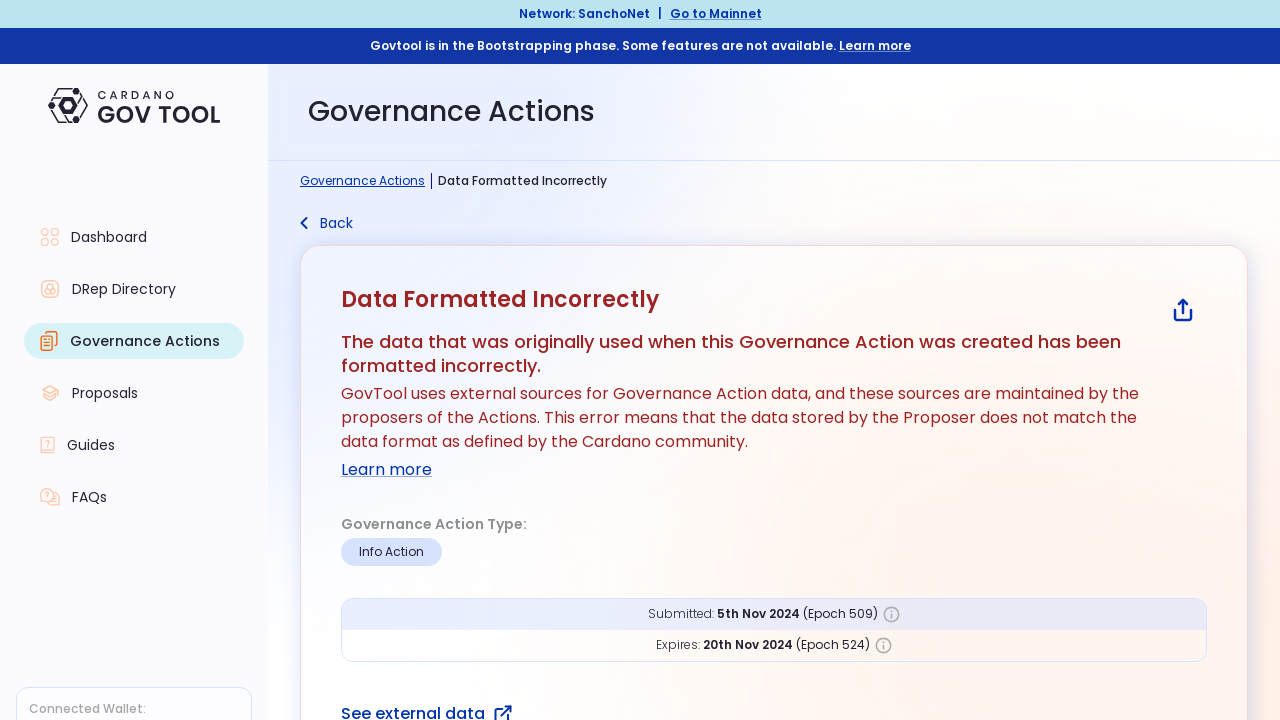 Network: SanchoNet | Go to Mainnet
Govtool is in the Bootstrapping phase. Some features are not available. Learn more
CARDANO
GOV TOOL
Dashboard
DRep Directory
Governance Actions
Proposals
Guides
FAQs
Connected Wallet:
Governance Actions
Governance Actions | Data Formatted Incorrectly
Back
Data Formatted Incorrectly
The data that was originally used when this Governance Action was created has been
formatted incorrectly.
GovTool uses external sources for Governance Action data, and these sources are maintained by the
proposers of the Actions. This error means that the data stored by the Proposer does not match the
data format as defined by the Cardano community.
Learn more
Governance Action Type:
Info Action
Submitted: 5th Nov 2024 (Epoch 509)
Expires: 20th Nov 2024 (Epoch 524)
See external data